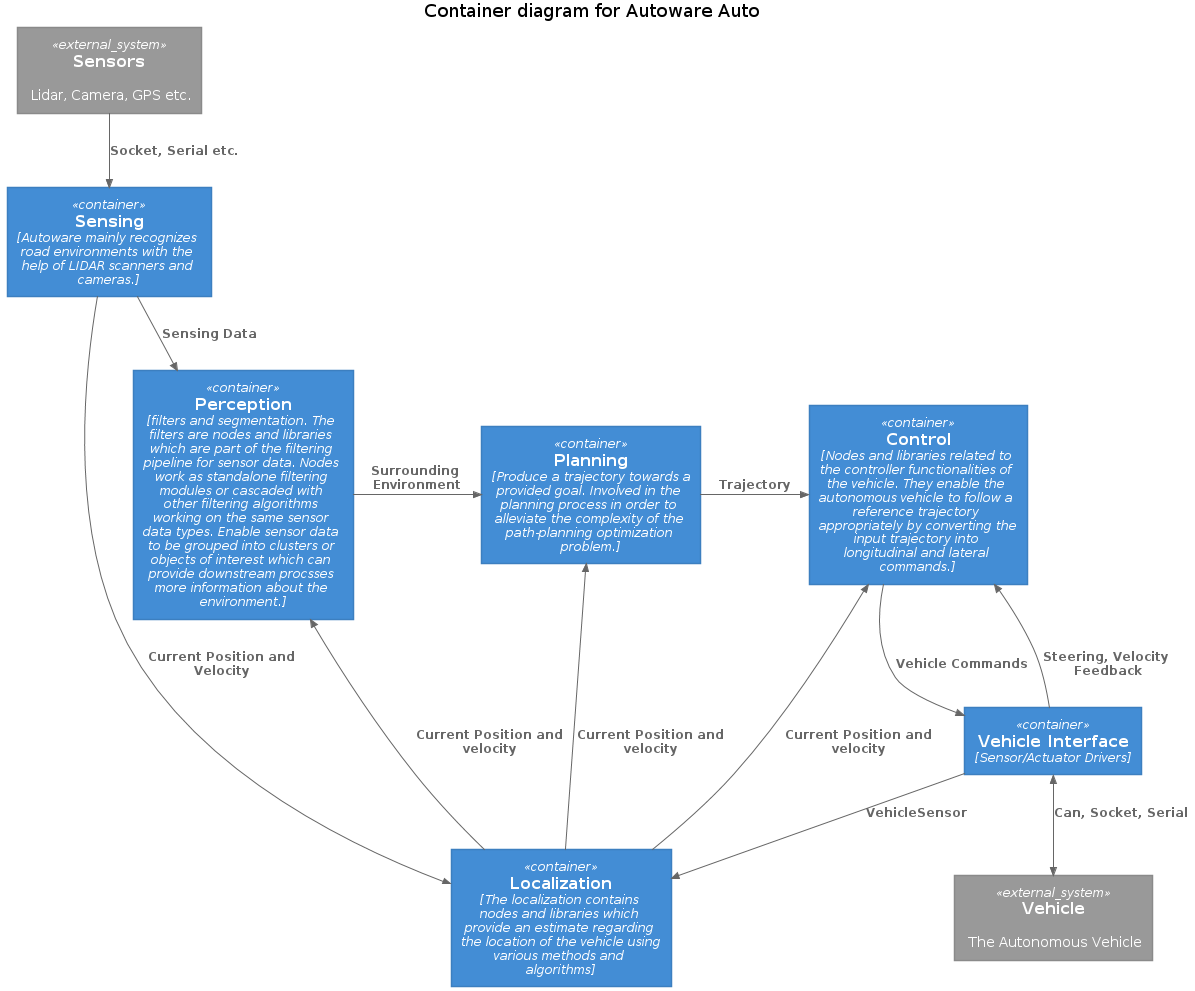 Container diagram for Autoware Auto
«external_system»
Sensors
Lidar, Camera, GPS etc.
Socket, Serial etc.
«container»
Sensing
[Autoware mainly recognizes
road environments with the
help of LIDAR scanners and
cameras.]
Sensing Data
«container»
Perception
[filters and segmentation. The
filters are nodes and libraries
which are part of the filtering
pipeline for sensor data. Nodes
work as standalone filtering
modules or cascaded with
other filtering algorithms
working on the same sensor
data types. Enable sensor data
to be grouped into clusters or
objects of interest which can
provide downstream procsses
more information about the
environment.]
Surrounding
Environment
«container»
Planning
[Produce a trajectory towards a
provided goal. Involved in the
planning process in order to
alleviate the complexity of the
path-planning optimization
problem.]
Trajectory
«container»
Control
[Nodes and libraries related to
the controller functionalities of
the vehicle. They enable the
autonomous vehicle to follow a
reference trajectory
appropriately by converting the
input trajectory into
longitudinal and lateral
commands.]
Current Position and
Velocity
Vehicle Commands
Steering, Velocity
Feedback
Current Position and
velocity
Current Position and
velocity
Current Position and
velocity
«container»
Vehicle Interface
[Sensor/Actuator Drivers]
VehicleSensor
Can, Socket, Serial
«container»
Localization
[The localization contains
nodes and libraries which
provide an estimate regarding
the location of the vehicle using
various methods and
algorithms]
«external_system»
Vehicle
The Autonomous Vehicle